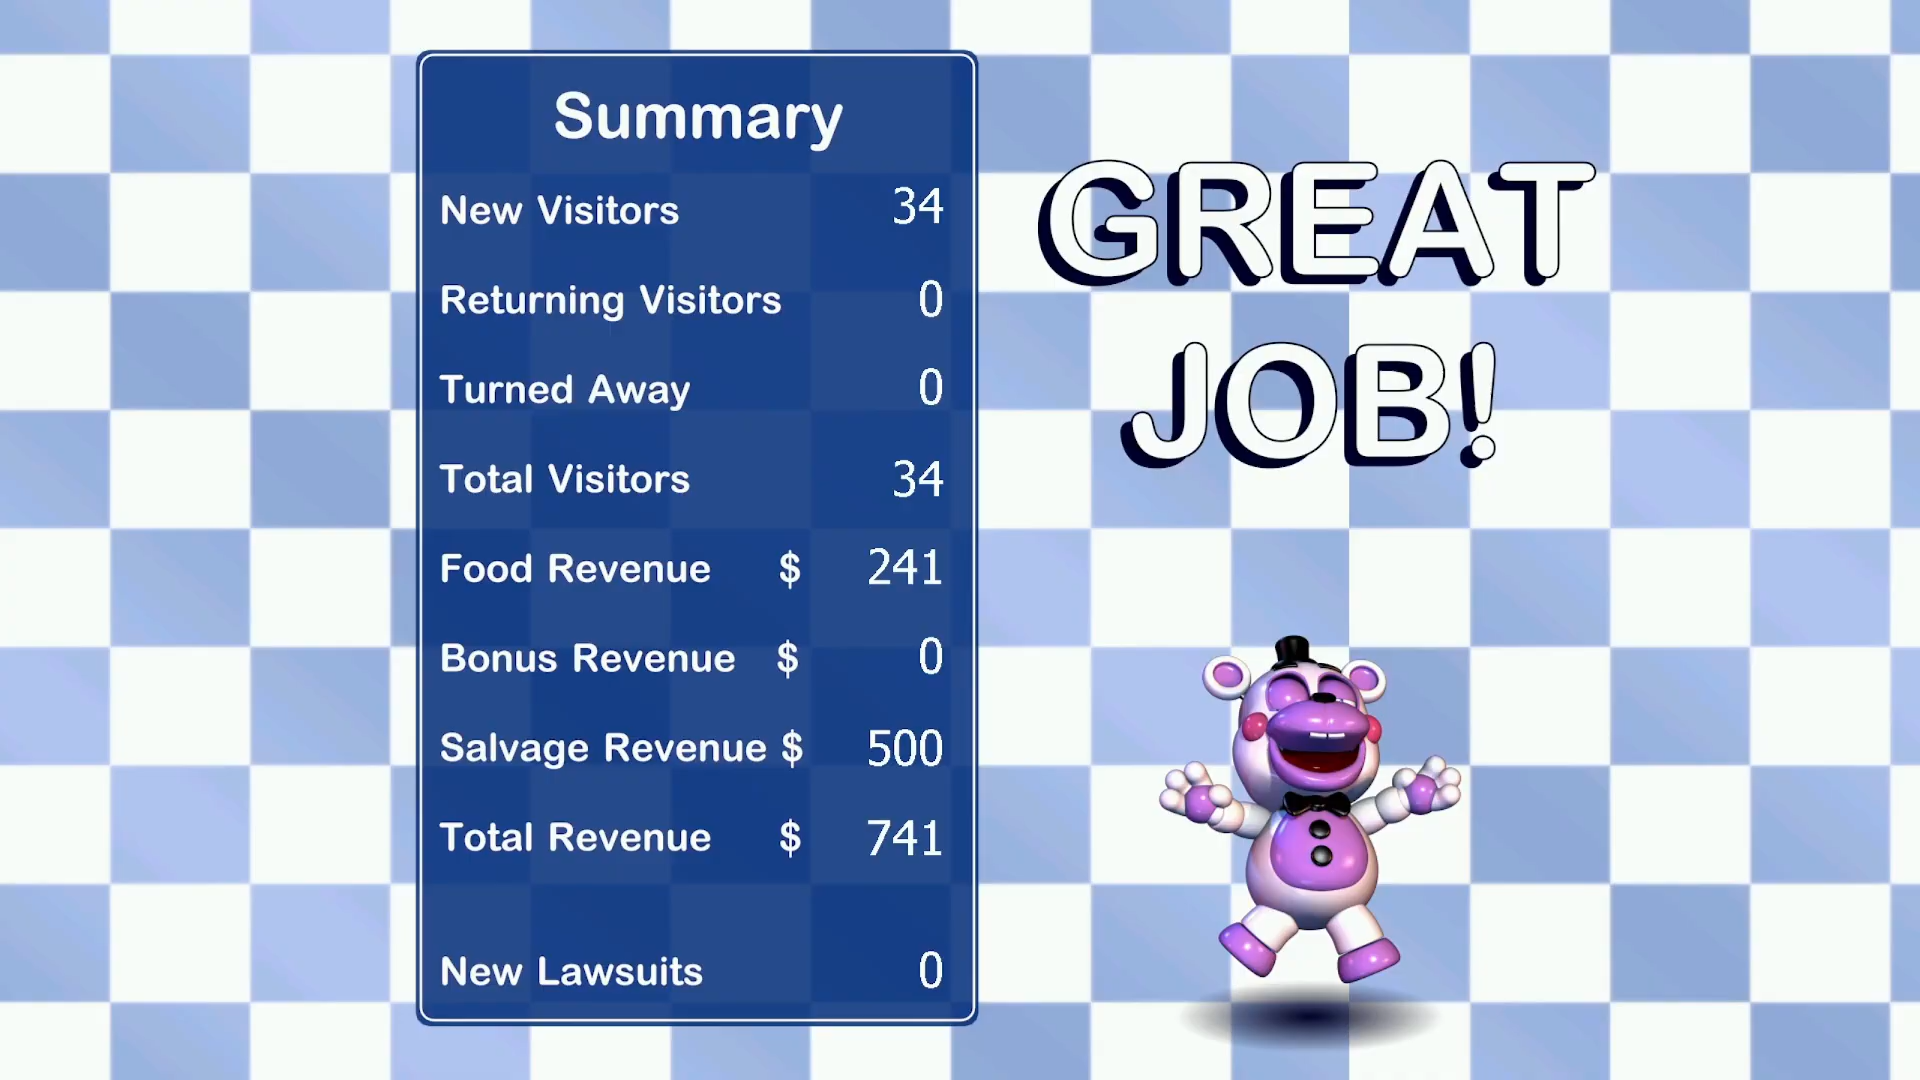 Summary
New Visitors 34
Returning Visitors 0
Turned Away 0
Total Visitors 34
Food Revenue $ 241
Bonus Revenue $ 0
Salvage Revenue $ 500
Total Revenue $ 741
New Lawsuits 0
GREAT
JOB!